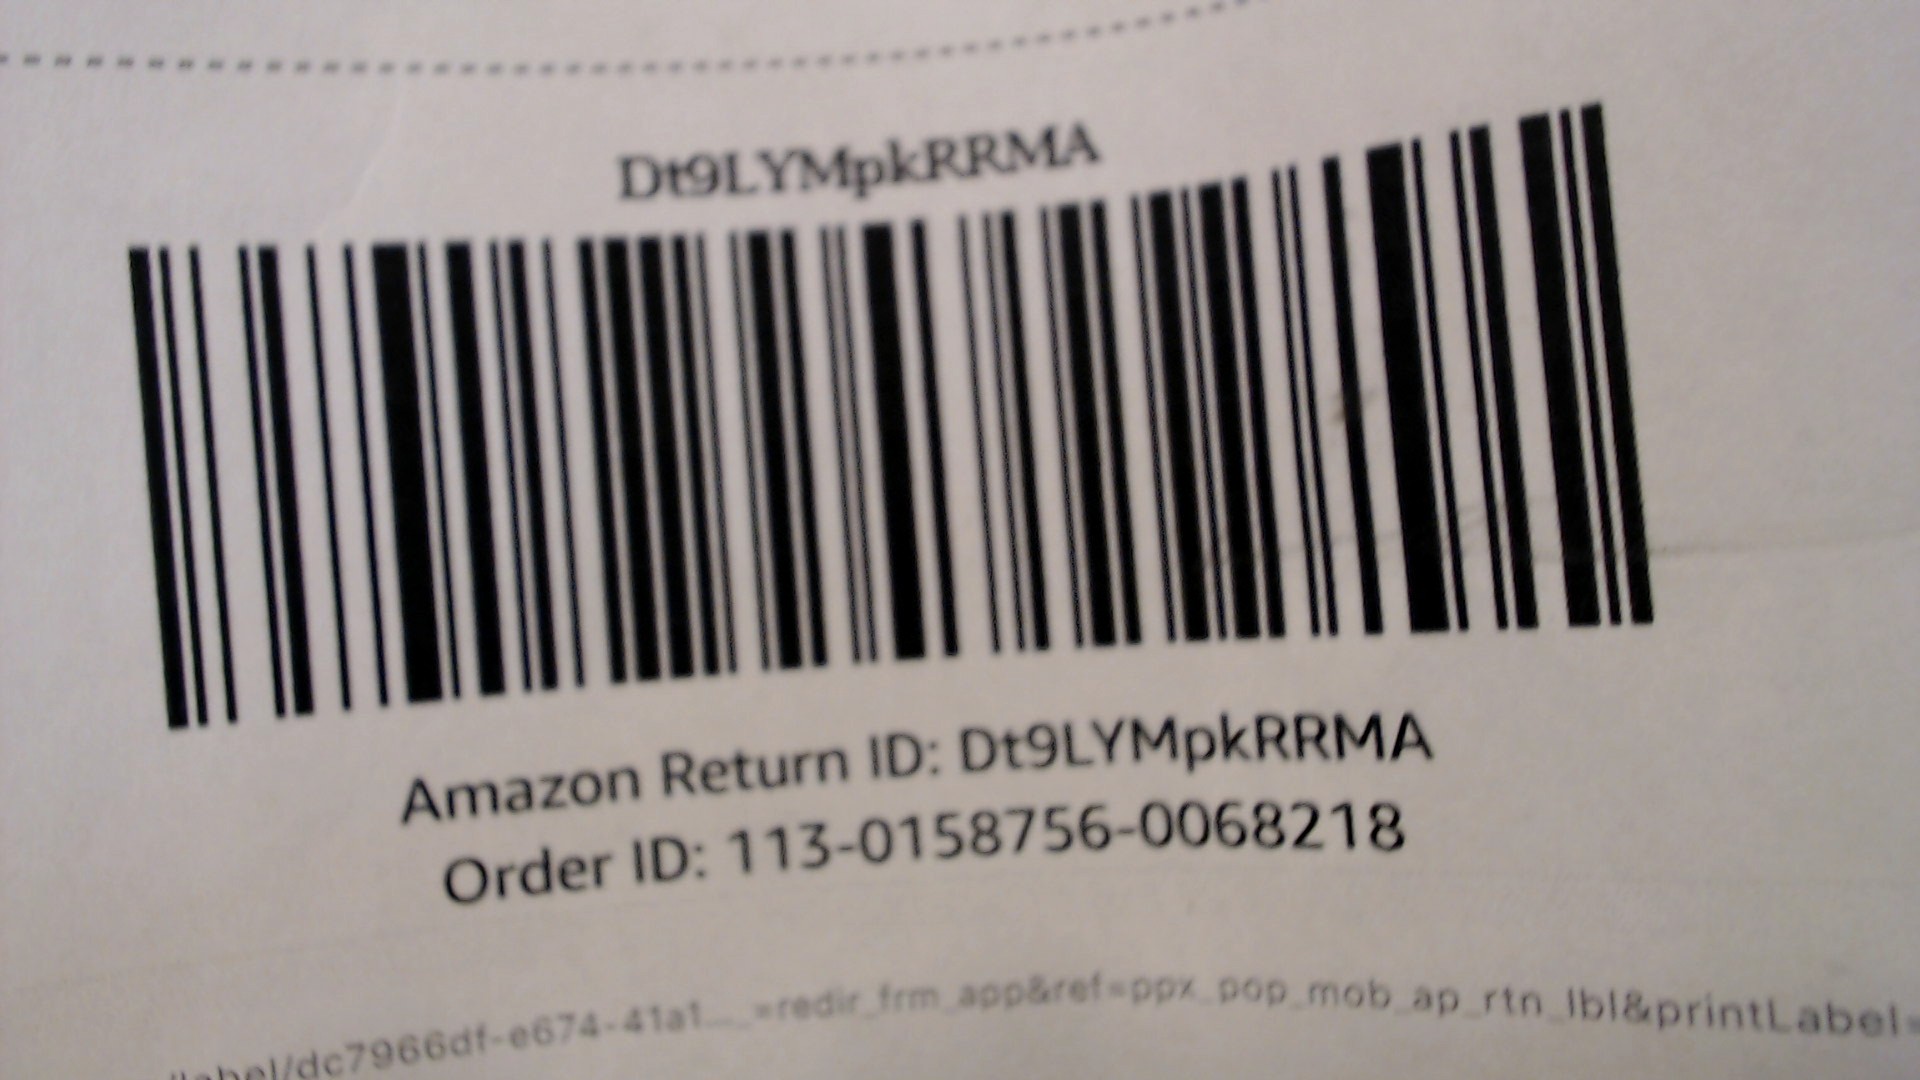 Dt9LYMpkRRMA
Amazon Return ID: Dt9LYMpkRRMA
Order ID: 113-0158756-0068218
/label/dc7966df-e674-41a1..._=redir_frm_app&ref=ppx_pop_mob_ap_rtn_lbl&printLabel=